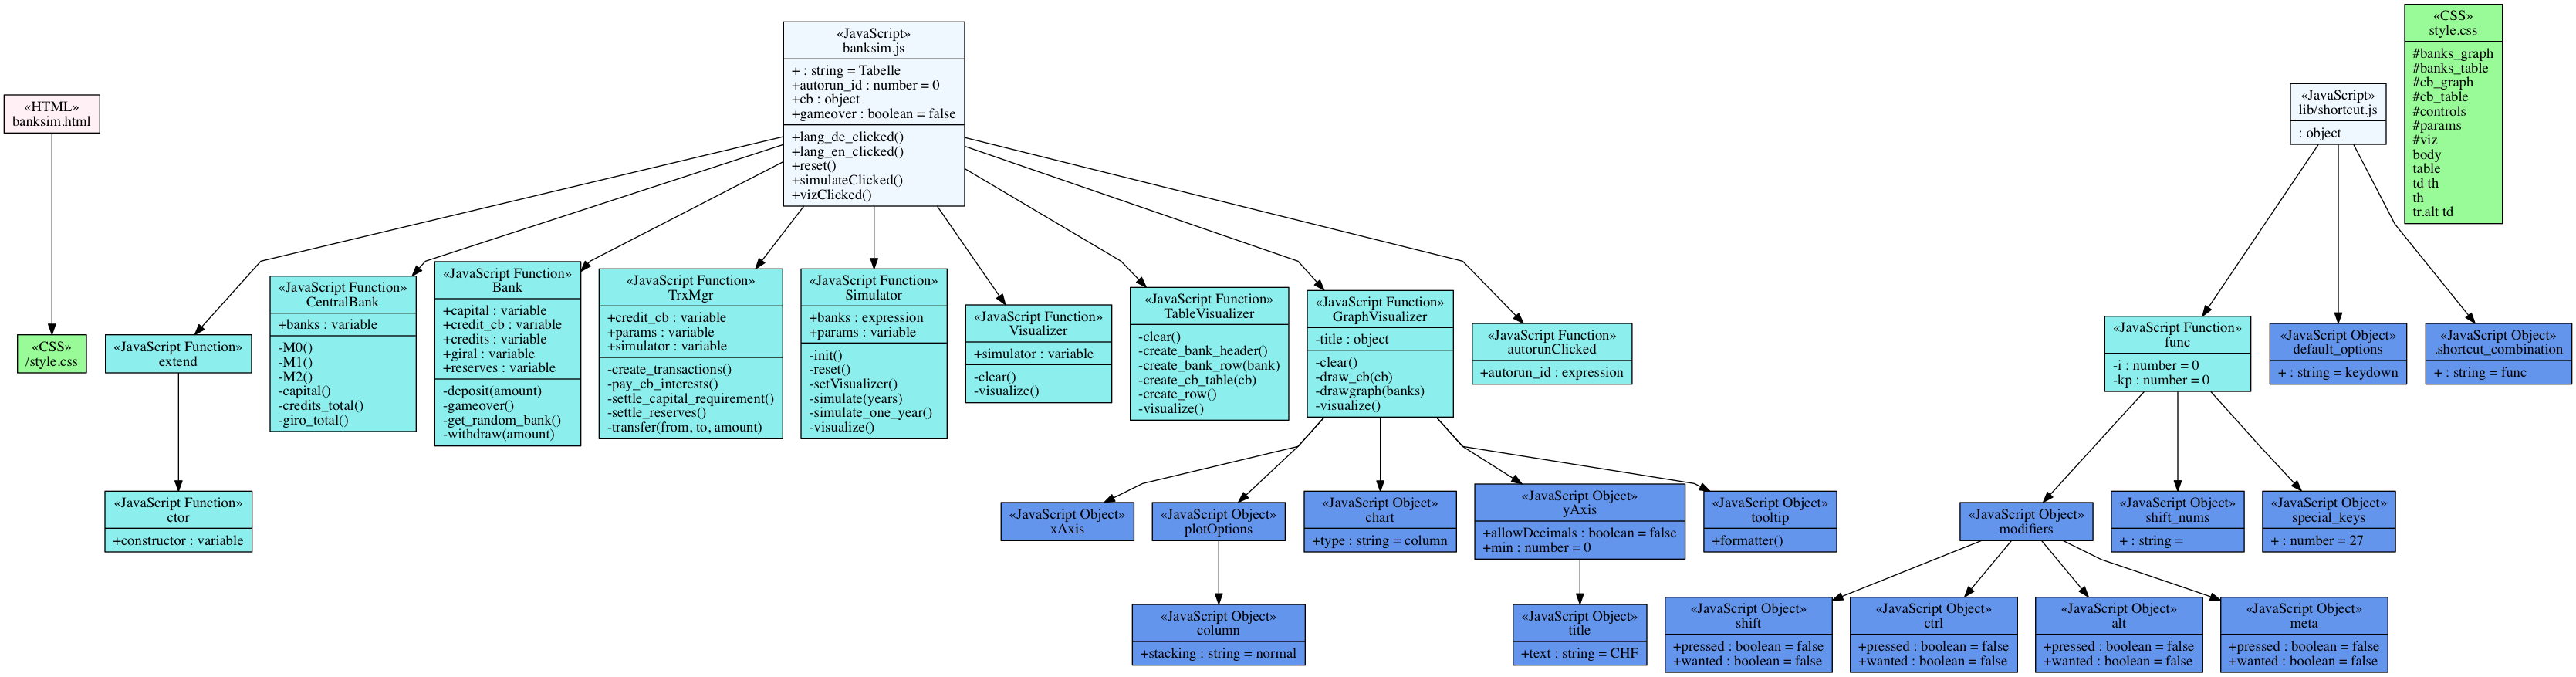 «HTML»
banksim.html
«CSS»
/style.css
«JavaScript»
banksim.js
+ : string = Tabelle
+autorun_id : number = 0
+cb : object
+gameover : boolean = false
+lang_de_clicked()
+lang_en_clicked()
+reset()
+simulateClicked()
+vizClicked()
«JavaScript Function»
extend
«JavaScript Function»
ctor
+constructor : variable
«JavaScript Function»
CentralBank
+banks : variable
-M0()
-M1()
-M2()
-capital()
-credits_total()
-giro_total()
«JavaScript Function»
Bank
+capital : variable
+credit_cb : variable
+credits : variable
+giral : variable
+reserves : variable
-deposit(amount)
-gameover()
-get_random_bank()
-withdraw(amount)
«JavaScript Function»
TrxMgr
+credit_cb : variable
+params : variable
+simulator : variable
-create_transactions()
-pay_cb_interests()
-settle_capital_requirement()
-settle_reserves()
-transfer(from, to, amount)
«JavaScript Function»
Simulator
+banks : expression
+params : variable
-init()
-reset()
-setVisualizer()
-simulate(years)
-simulate_one_year()
-visualize()
«JavaScript Function»
Visualizer
+simulator : variable
-clear()
-visualize()
«JavaScript Function»
TableVisualizer
-clear()
-create_bank_header()
-create_bank_row(bank)
-create_cb_table(cb)
-create_row()
-visualize()
«JavaScript Function»
GraphVisualizer
-title : object
-clear()
-draw_cb(cb)
-drawgraph(banks)
-visualize()
«JavaScript Function»
autorunClicked
+autorun_id : expression
«JavaScript Object»
xAxis
«JavaScript Object»
plotOptions
«JavaScript Object»
chart
+type : string = column
«JavaScript Object»
yAxis
+allowDecimals : boolean = false
+min : number = 0
«JavaScript Object»
tooltip
+formatter()
«JavaScript Object»
column
+stacking : string = normal
«JavaScript Object»
title
+text : string = CHF
«JavaScript»
lib/shortcut.js
: object
«JavaScript Function»
func
-i : number = 0
-kp : number = 0
«JavaScript Object»
default_options
+ : string = keydown
«JavaScript Object»
.shortcut_combination
+ : string = func
«JavaScript Object»
modifiers
«JavaScript Object»
shift_nums
+ : string =
«JavaScript Object»
special_keys
+ : number = 27
«JavaScript Object»
shift
+pressed : boolean = false
+wanted : boolean = false
«JavaScript Object»
ctrl
+pressed : boolean = false
+wanted : boolean = false
«JavaScript Object»
alt
+pressed : boolean = false
+wanted : boolean = false
«JavaScript Object»
meta
+pressed : boolean = false
+wanted : boolean = false
«CSS»
style.css
#banks_graph
#banks_table
#cb_graph
#cb_table
#controls
#params
#viz
body
table
td th
th
tr.alt td